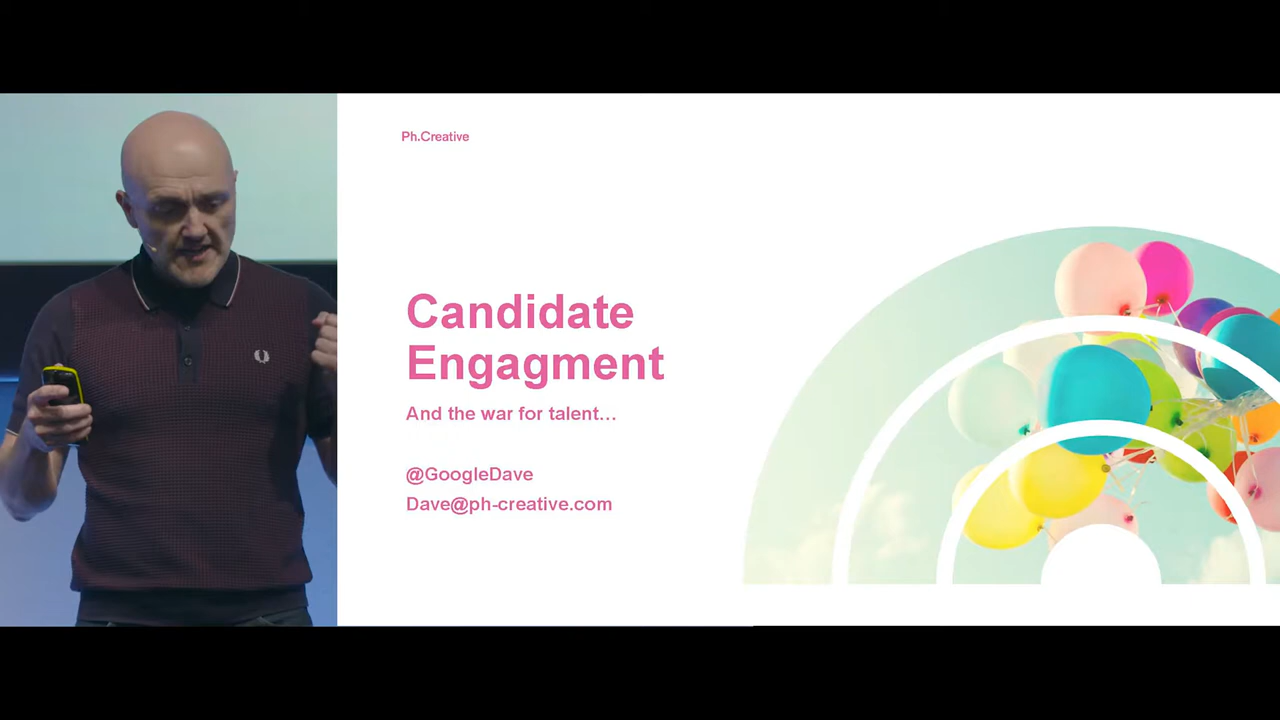 Ph.Creative
Candidate
Engagment
And the war for talent...
@GoogleDave
Dave@ph-creative.com